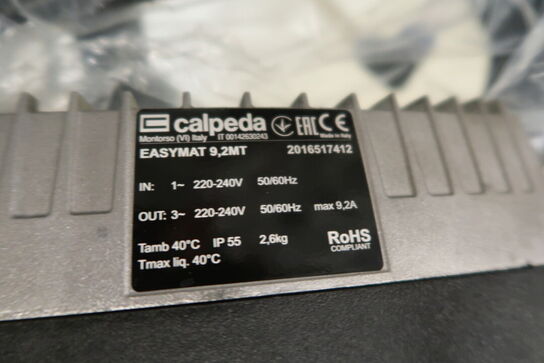 calpeda EAC CE
Montorso (VI) Italy IT 00142630243 Made in Italy
EASYMAT 9,2MT 2016517412
IN: 1~ 220-240V 50/60Hz
OUT: 3~ 220-240V 50/60Hz max 9,2A
Tamb 40°C IP 55 2,6kg RoHS
Tmax liq. 40°C COMPLIANT